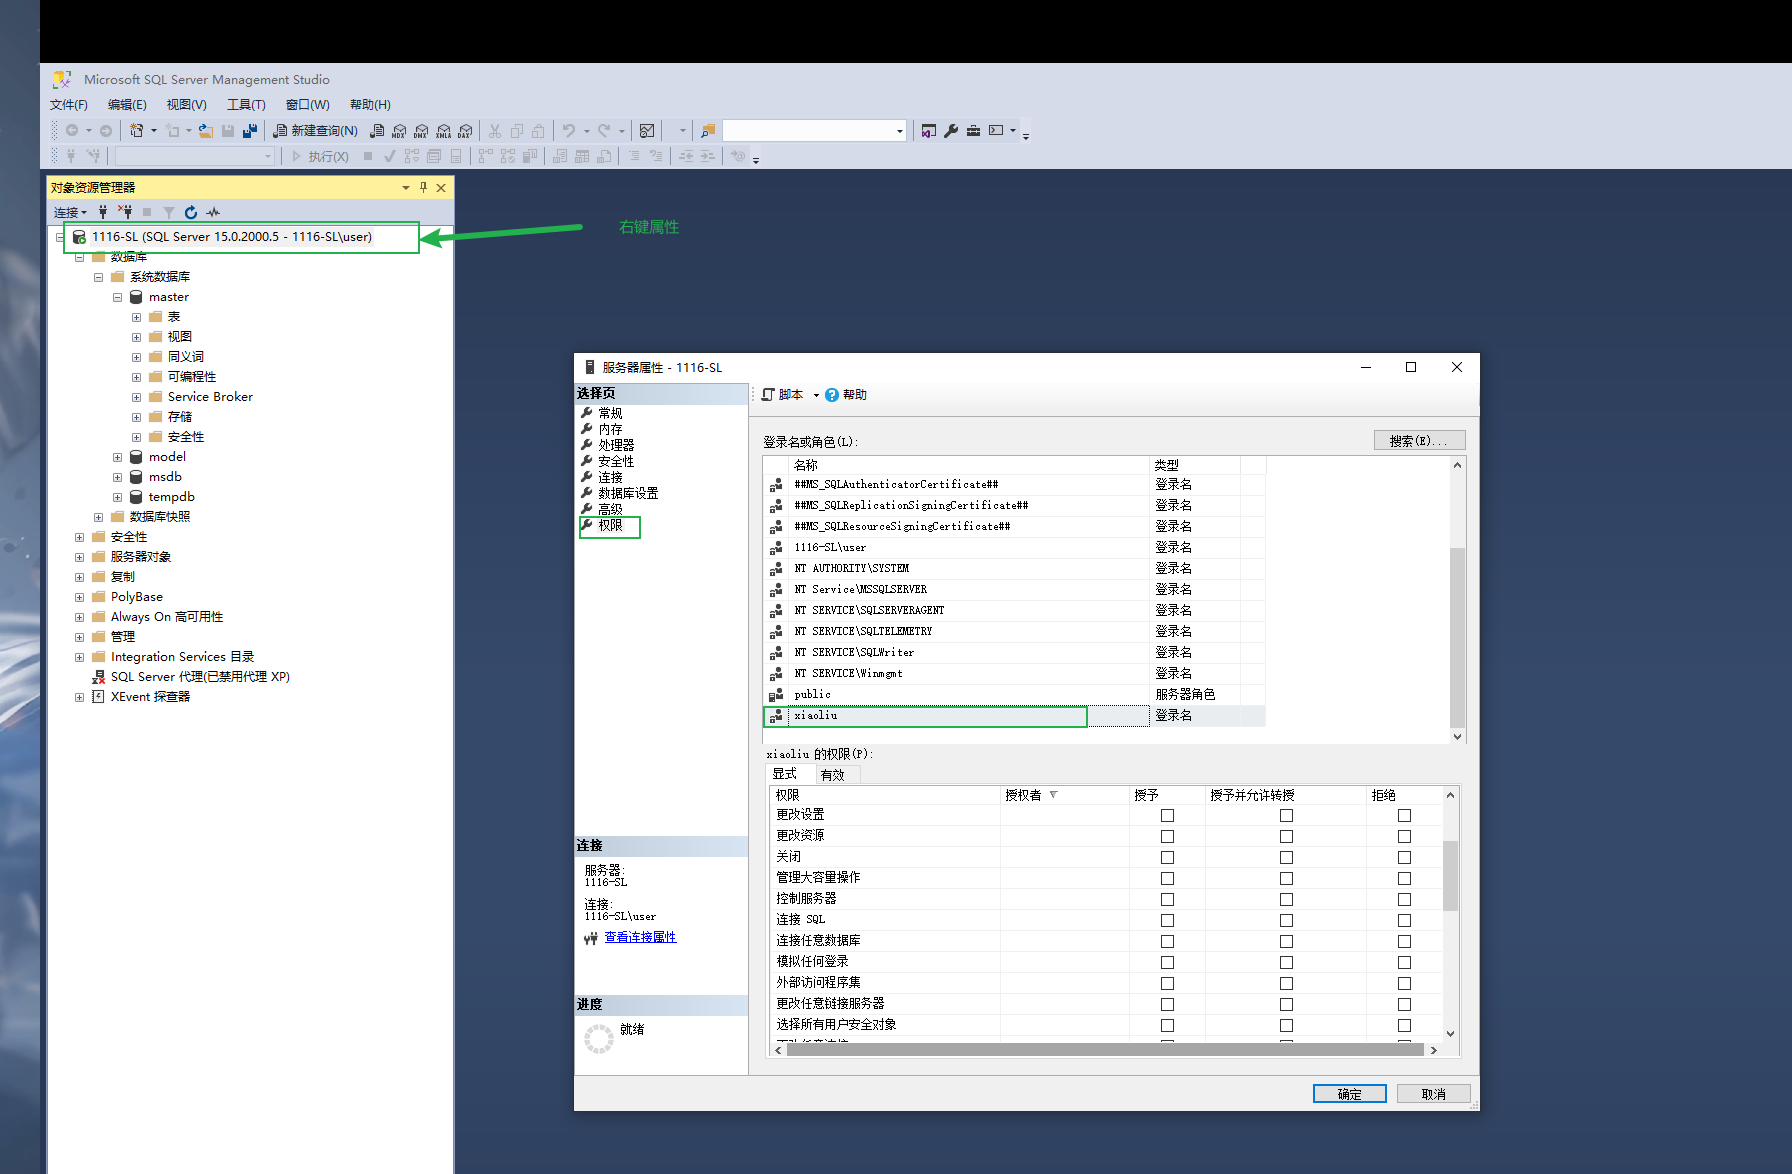 Microsoft SQL Server Management Studio
文件(F) 编辑(E) 视图(V) 工具(T) 窗口(W) 帮助(H)
新建查询(N) MDX DMX XMLA DAX
执行(X)
对象资源管理器
连接
1116-SL (SQL Server 15.0.2000.5 - 1116-SL\user)
右键属性
数据库
系统数据库
master
表
视图
同义词
可编程性
Service Broker
存储
安全性
model
msdb
tempdb
数据库快照
安全性
服务器对象
复制
PolyBase
Always On 高可用性
管理
Integration Services 目录
SQL Server 代理(已禁用代理 XP)
XEvent 探查器
服务器属性 - 1116-SL
选择页
常规
内存
处理器
安全性
连接
数据库设置
高级
权限
脚本 帮助
登录名或角色(L):
搜索(E)...
名称 类型
##MS_SQLAuthenticatorCertificate## 登录名
##MS_SQLReplicationSigningCertificate## 登录名
##MS_SQLResourceSigningCertificate## 登录名
1116-SL\user 登录名
NT AUTHORITY\SYSTEM 登录名
NT Service\MSSQLSERVER 登录名
NT SERVICE\SQLSERVERAGENT 登录名
NT SERVICE\SQLTELEMETRY 登录名
NT SERVICE\SQLWriter 登录名
NT SERVICE\Winmgmt 登录名
public 服务器角色
xiaoliu 登录名
xiaoliu 的权限(P):
显式 有效
权限 授权者 授予 授予并允许转授 拒绝
更改设置
更改资源
关闭
管理大容量操作
控制服务器
连接 SQL
连接任意数据库
模拟任何登录
外部访问程序集
更改任意链接服务器
选择所有用户安全对象
连接
服务器:
1116-SL
连接:
1116-SL\user
查看连接属性
进度
就绪
确定 取消